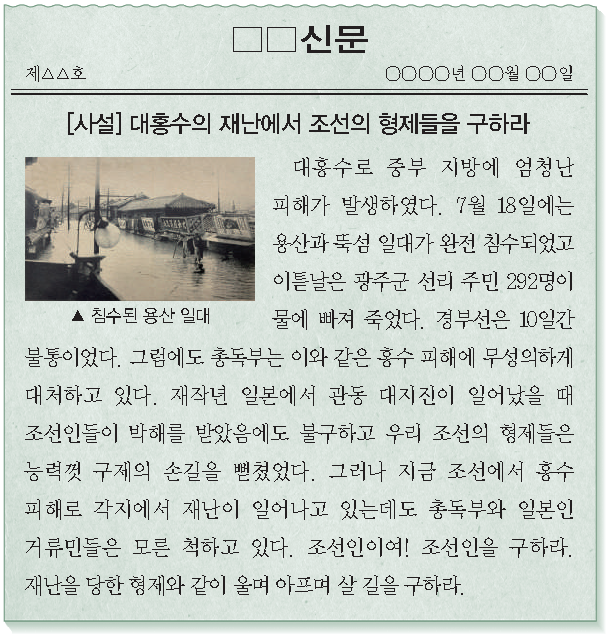 □□신문
제△△호 ○○○○년 ○○월 ○○일
[사설] 대홍수의 재난에서 조선의 형제들을 구하라
▲ 침수된 용산 일대
대홍수로 중부 지방에 엄청난
피해가 발생하였다. 7월 18일에는
용산과 뚝섬 일대가 완전 침수되었고
이튿날은 광주군 선리 주민 292명이
물에 빠져 죽었다. 경부선은 10일간
불통이었다. 그럼에도 총독부는 이와 같은 홍수 피해에 무성의하게
대처하고 있다. 재작년 일본에서 관동 대지진이 일어났을 때
조선인들이 박해를 받았음에도 불구하고 우리 조선의 형제들은
능력껏 구제의 손길을 뻗쳤었다. 그러나 지금 조선에서 홍수
피해로 각지에서 재난이 일어나고 있는데도 총독부와 일본인
거류민들은 모른 척하고 있다. 조선인이여! 조선인을 구하라.
재난을 당한 형제와 같이 울며 아프며 살 길을 구하라.